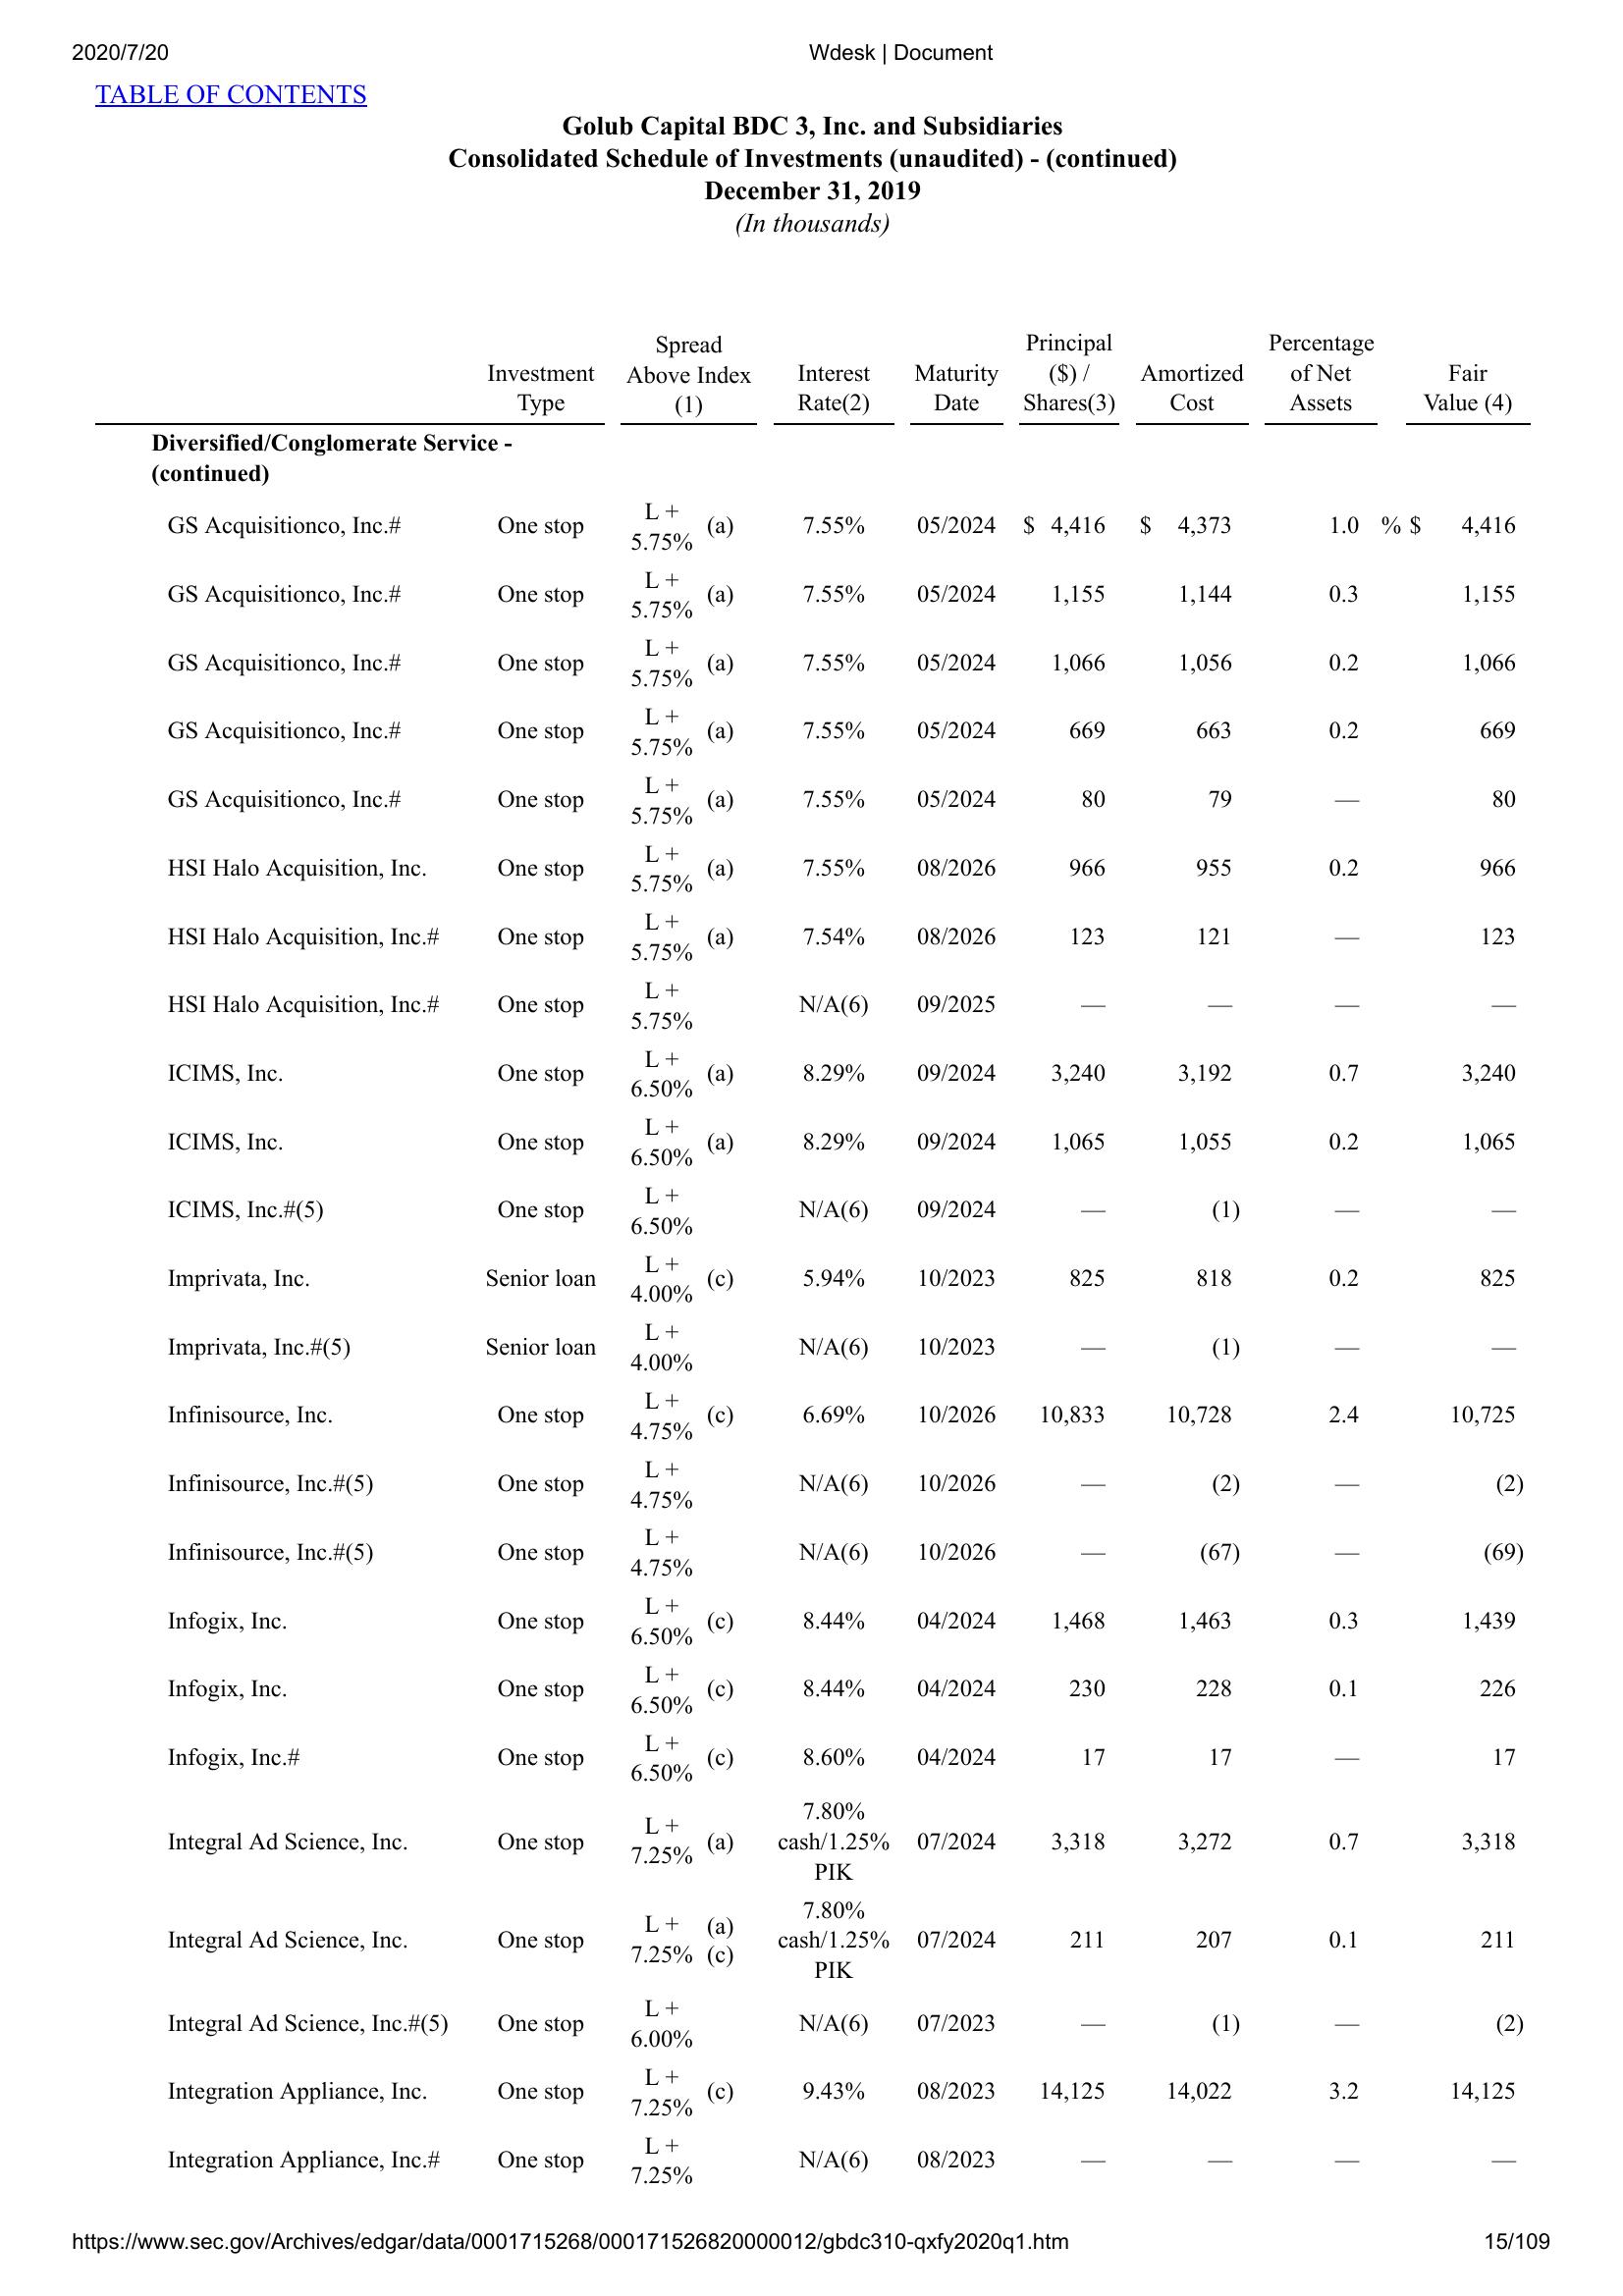 2020/7/20 Wdesk | Document
TABLE OF CONTENTS
Golub Capital BDC 3, Inc. and Subsidiaries
Consolidated Schedule of Investments (unaudited) - (continued)
December 31, 2019
(In thousands)
Investment Type Spread Above Index (1) Interest Rate(2) Maturity Date Principal ($) / Shares(3) Amortized Cost Percentage of Net Assets Fair Value (4)
Diversified/Conglomerate Service -
(continued)
GS Acquisitionco, Inc.# One stop L + 5.75% (a) 7.55% 05/2024 $ 4,416 $ 4,373 1.0 % $ 4,416
GS Acquisitionco, Inc.# One stop L + 5.75% (a) 7.55% 05/2024 1,155 1,144 0.3 1,155
GS Acquisitionco, Inc.# One stop L + 5.75% (a) 7.55% 05/2024 1,066 1,056 0.2 1,066
GS Acquisitionco, Inc.# One stop L + 5.75% (a) 7.55% 05/2024 669 663 0.2 669
GS Acquisitionco, Inc.# One stop L + 5.75% (a) 7.55% 05/2024 80 79 — 80
HSI Halo Acquisition, Inc. One stop L + 5.75% (a) 7.55% 08/2026 966 955 0.2 966
HSI Halo Acquisition, Inc.# One stop L + 5.75% (a) 7.54% 08/2026 123 121 — 123
HSI Halo Acquisition, Inc.# One stop L + 5.75% N/A(6) 09/2025 — — — —
ICIMS, Inc. One stop L + 6.50% (a) 8.29% 09/2024 3,240 3,192 0.7 3,240
ICIMS, Inc. One stop L + 6.50% (a) 8.29% 09/2024 1,065 1,055 0.2 1,065
ICIMS, Inc.#(5) One stop L + 6.50% N/A(6) 09/2024 — (1) — —
Imprivata, Inc. Senior loan L + 4.00% (c) 5.94% 10/2023 825 818 0.2 825
Imprivata, Inc.#(5) Senior loan L + 4.00% N/A(6) 10/2023 — (1) — —
Infinisource, Inc. One stop L + 4.75% (c) 6.69% 10/2026 10,833 10,728 2.4 10,725
Infinisource, Inc.#(5) One stop L + 4.75% N/A(6) 10/2026 — (2) — (2)
Infinisource, Inc.#(5) One stop L + 4.75% N/A(6) 10/2026 — (67) — (69)
Infogix, Inc. One stop L + 6.50% (c) 8.44% 04/2024 1,468 1,463 0.3 1,439
Infogix, Inc. One stop L + 6.50% (c) 8.44% 04/2024 230 228 0.1 226
Infogix, Inc.# One stop L + 6.50% (c) 8.60% 04/2024 17 17 — 17
Integral Ad Science, Inc. One stop L + 7.25% (a) 7.80% cash/1.25% PIK 07/2024 3,318 3,272 0.7 3,318
Integral Ad Science, Inc. One stop L + 7.25% (a) (c) 7.80% cash/1.25% PIK 07/2024 211 207 0.1 211
Integral Ad Science, Inc.#(5) One stop L + 6.00% N/A(6) 07/2023 — (1) — (2)
Integration Appliance, Inc. One stop L + 7.25% (c) 9.43% 08/2023 14,125 14,022 3.2 14,125
Integration Appliance, Inc.# One stop L + 7.25% N/A(6) 08/2023 — — — —
https://www.sec.gov/Archives/edgar/data/0001715268/000171526820000012/gbdc310-qxfy2020q1.htm 15/109